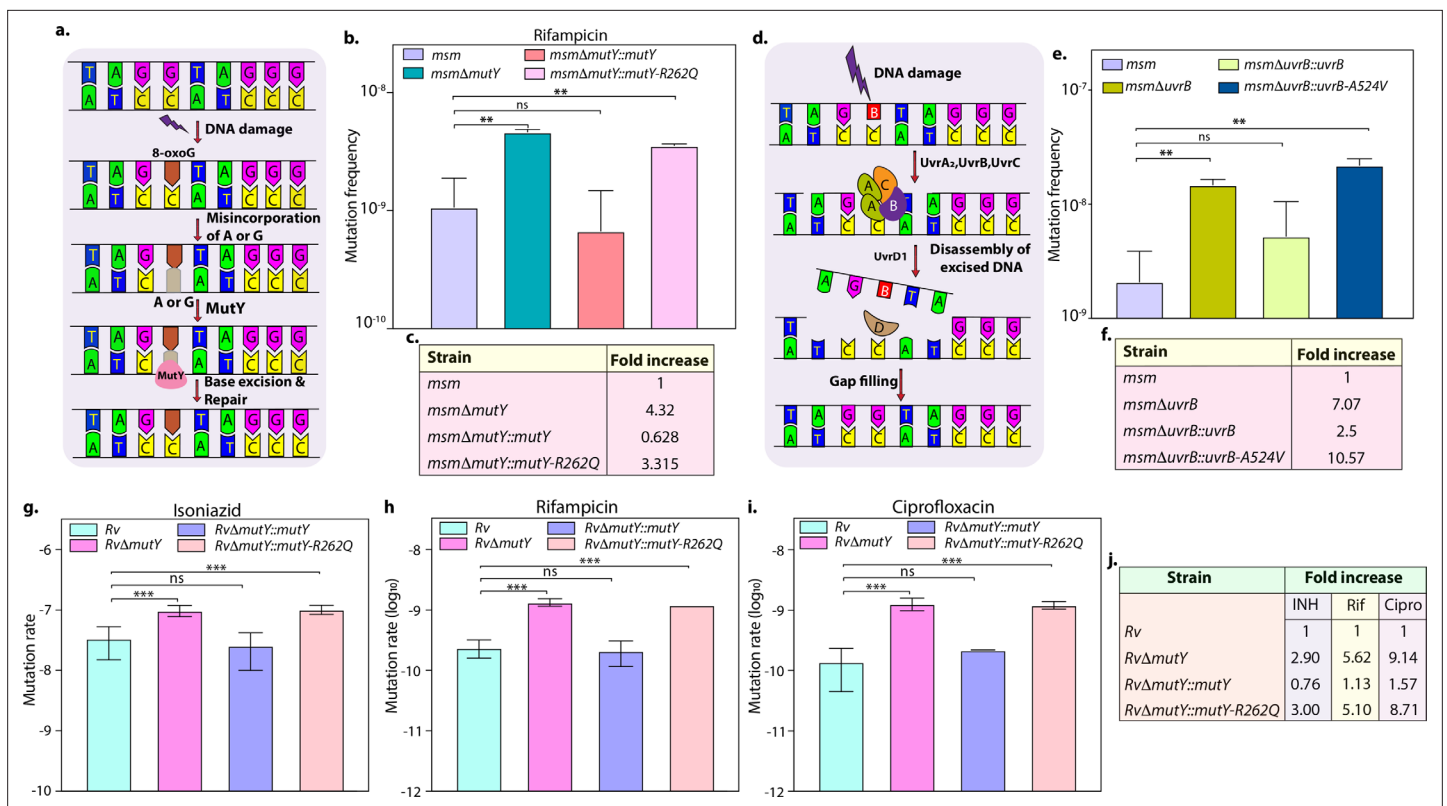 a.
T A G G T A G G G
A T C C A T C C C
DNA damage
8-oxoG
T A G T A G G G
A T C C A T C C C
Misincorporation
of A or G
T A G T A G G G
A T C A T C C C
A or G
MutY
T A G T A G G G
A T C A T C C C
MutY
Base excision &
Repair
T A G T A G G G
A T C C A T C C C
b.
Rifampicin
msm
msmΔmutY::mutY
msmΔmutY
msmΔmutY::mutY-R262Q
Mutation frequency
10-8
10-9
10-10
**
ns
**
c.
Strain Fold increase
msm 1
msmΔmutY 4.32
msmΔmutY::mutY 0.628
msmΔmutY::mutY-R262Q 3.315
d.
DNA damage
T A G B T A G G G
A T C C A T C C C
UvrA₂,UvrB,UvrC
T A G T A G G G
A C A B
A T C C A T C C C
UvrD1
Disassembly of
excised DNA
A G B T A
D
T G G G
A T C C A T C C C
Gap filling
T A G G T A G G G
A T C C A T C C C
e.
msm
msmΔuvrB::uvrB
msmΔuvrB
msmΔuvrB::uvrB-A524V
Mutation frequency
10-7
10-8
10-9
**
ns
**
f.
Strain Fold increase
msm 1
msmΔuvrB 7.07
msmΔuvrB::uvrB 2.5
msmΔuvrB::uvrB-A524V 10.57
g.
Isoniazid
Rv
RvΔmutY::mutY
RvΔmutY
RvΔmutY::mutY-R262Q
Mutation rate
-6
-7
-8
-9
-10
***
ns
***
h
Rifampicin
Rv
RvΔmutY::mutY
RvΔmutY
RvΔmutY::mutY-R262Q
Mutation rate (log₁₀)
-8
-9
-10
-11
-12
***
ns
***
i.
Ciprofloxacin
Rv
RvΔmutY::mutY
RvΔmutY
RvΔmutY::mutY-R262Q
Mutation rate (log₁₀)
-8
-9
-10
-11
-12
***
ns
***
j.
Strain Fold increase
INH Rif Cipro
Rv 1 1 1
RvΔmutY 2.90 5.62 9.14
RvΔmutY::mutY 0.76 1.13 1.57
RvΔmutY::mutY-R262Q 3.00 5.10 8.71